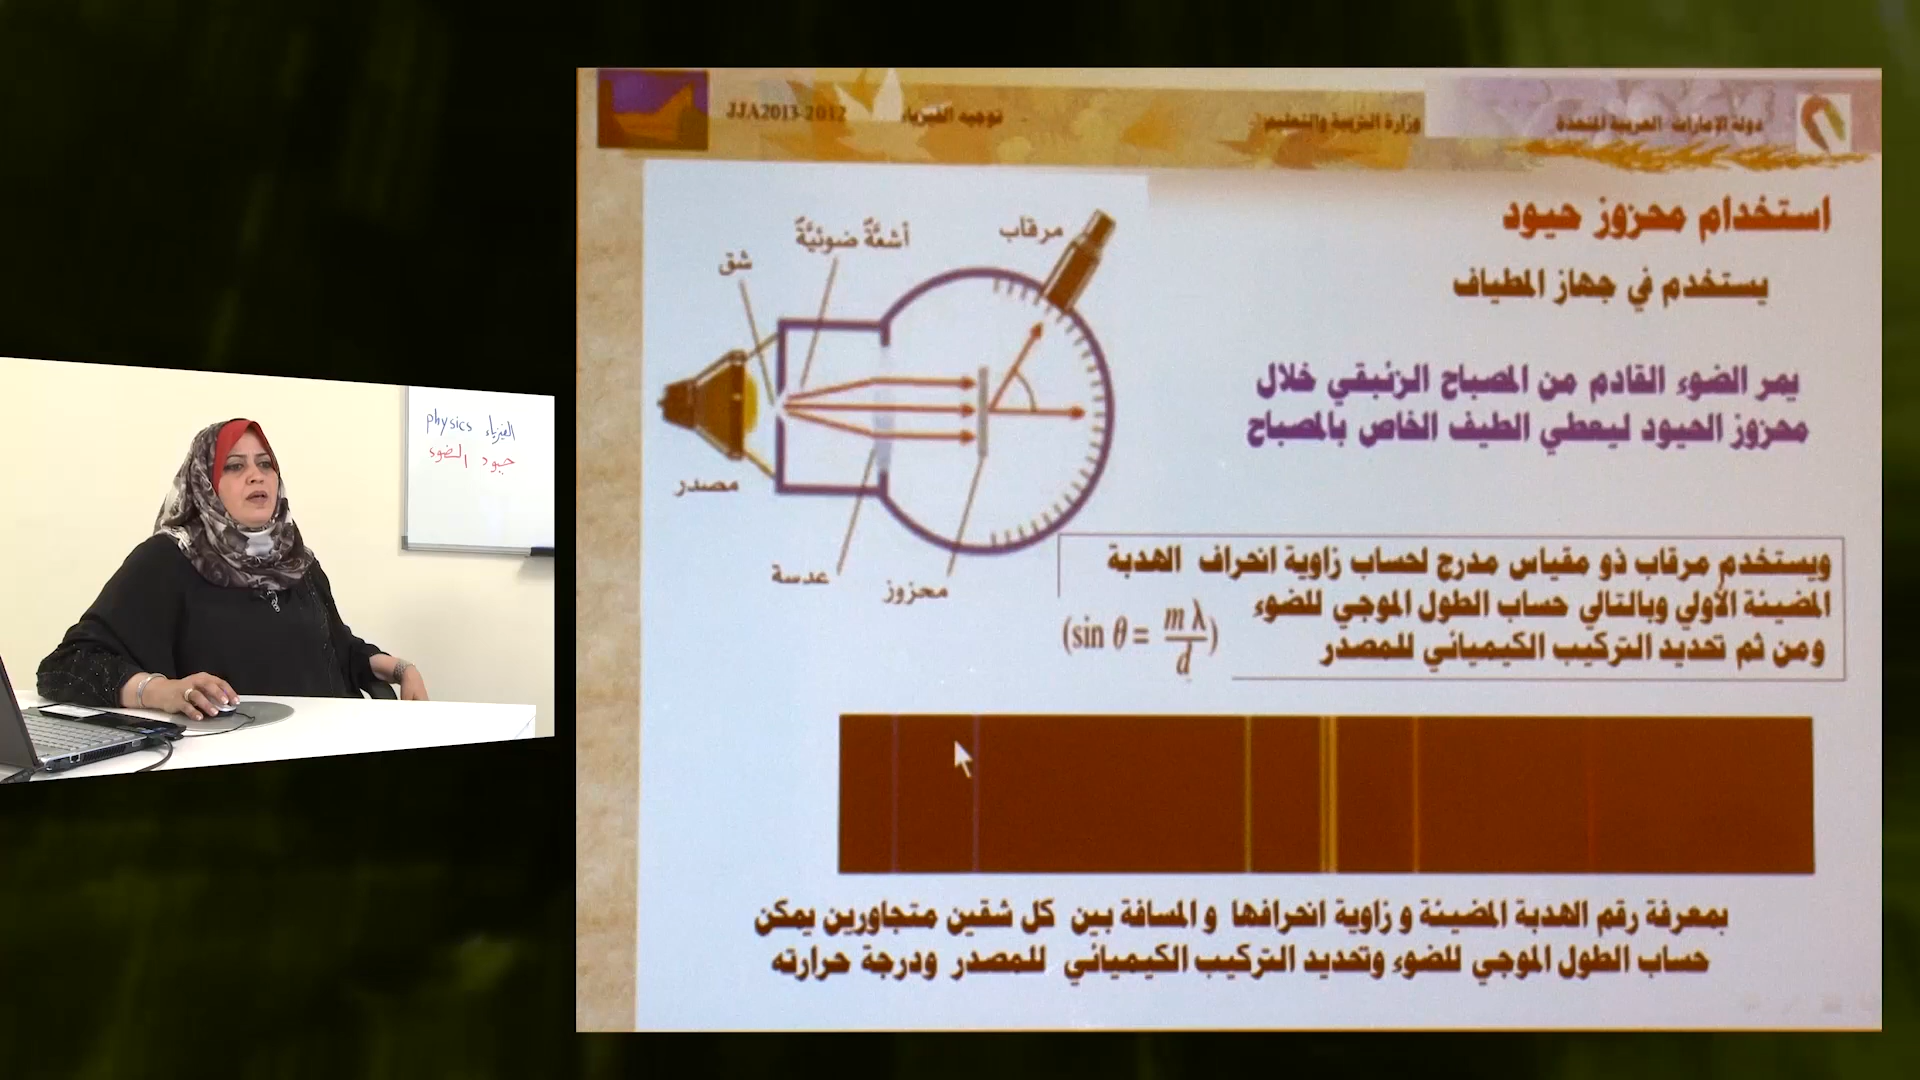 دولة الإمارات العربية المتحدة
وزارة التربية والتعليم
توجيه الفيزياء
JJA2013-2012
استخدام محزوز حيود
يستخدم في جهاز المطياف
يمر الضوء القادم من المصباح الزئبقي خلال
محزوز الحيود ليعطي الطيف الخاص بالمصباح
مرقاب
أشعَّةٌ ضوئيَّةٌ
شق
مصدر
عدسة
محزوز
ويستخدم مرقاب ذو مقياس مدرج لحساب زاوية انحراف الهدبة
المضيئة الأولي وبالتالي حساب الطول الموجي للضوء
ومن ثم تحديد التركيب الكيميائي للمصدر
(sin θ = m λ / d)
بمعرفة رقم الهدبة المضيئة و زاوية انحرافها و المسافة بين كل شقين متجاورين يمكن
حساب الطول الموجي للضوء وتحديد التركيب الكيميائي للمصدر ودرجة حرارته
الفيزياء physics
حيود الضوء